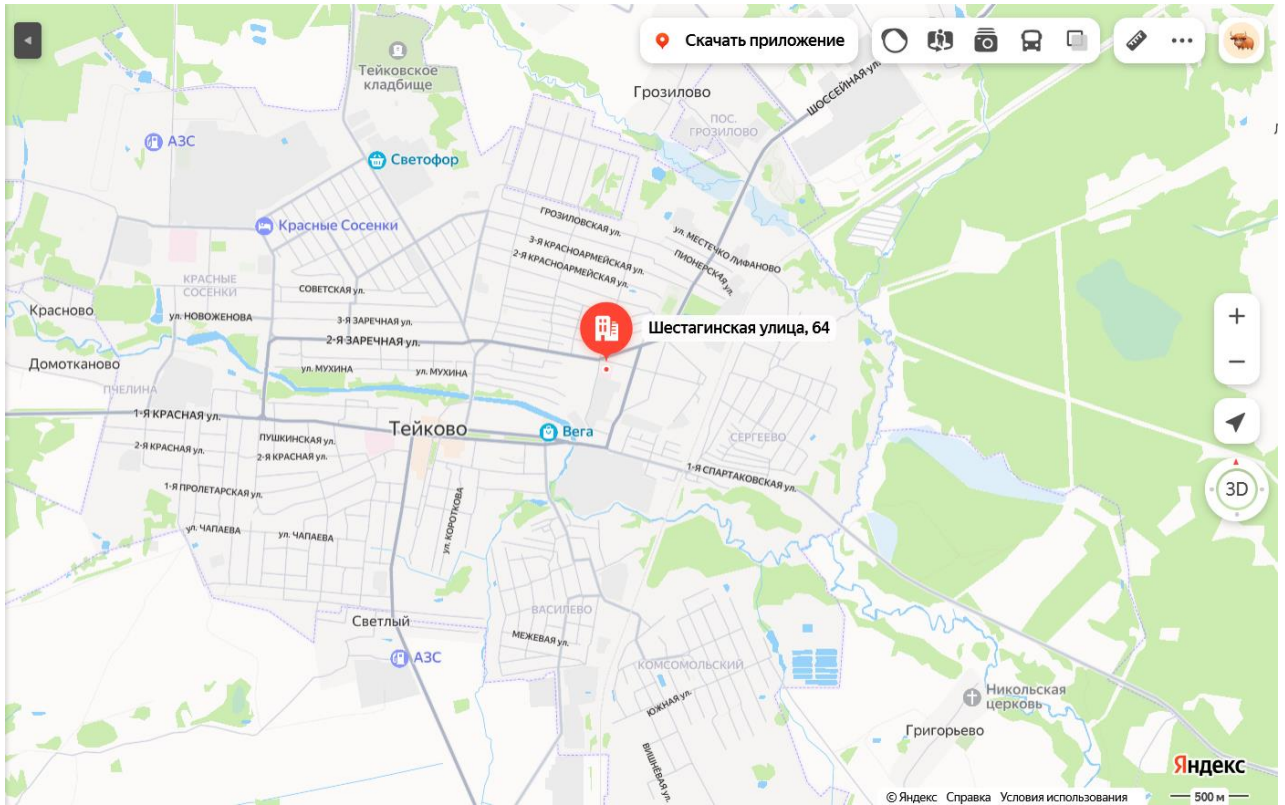 Скачать приложение
Тейковское
кладбище
Грозилово
ШОССЕЙНАЯ ул.
ПОС.
ГРОЗИЛОВО
АЗС
Светофор
Красные Сосенки
ГРОЗИЛОВСКАЯ ул.
ул. МЕСТЕЧКО ЛИФАНОВО
3-Я КРАСНОАРМЕЙСКАЯ ул.
2-Я КРАСНОАРМЕЙСКАЯ ул.
ПИОНЕРСКАЯ ул.
КРАСНЫЕ
СОСЕНКИ
СОВЕТСКАЯ ул.
Красново
ул. НОВОЖЕНОВА
3-Я ЗАРЕЧНАЯ ул.
Шестагинская улица, 64
2-Я ЗАРЕЧНАЯ ул.
Домотканово
ул. МУХИНА
ул. МУХИНА
ПЧЕЛИНА
1-Я КРАСНАЯ ул.
Тейково
Вега
ПУШКИНСКАЯ ул.
СЕРГЕЕВО
2-Я КРАСНАЯ ул.
2-Я КРАСНАЯ ул.
1-Я СПАРТАКОВСКАЯ ул.
1-Я ПРОЛЕТАРСКАЯ ул.
3D
ул. ЧАПАЕВА
ул. ЧАПАЕВА
ул. КОРОТКОВА
ВАСИЛЕВО
Светлый
МЕЖЕВАЯ ул.
АЗС
КОМСОМОЛЬСКИЙ
Никольская
церковь
ЮЖНАЯ ул.
Григорьево
ВИШНЁВАЯ ул.
Яндекс
© Яндекс Справка Условия использования
500 м